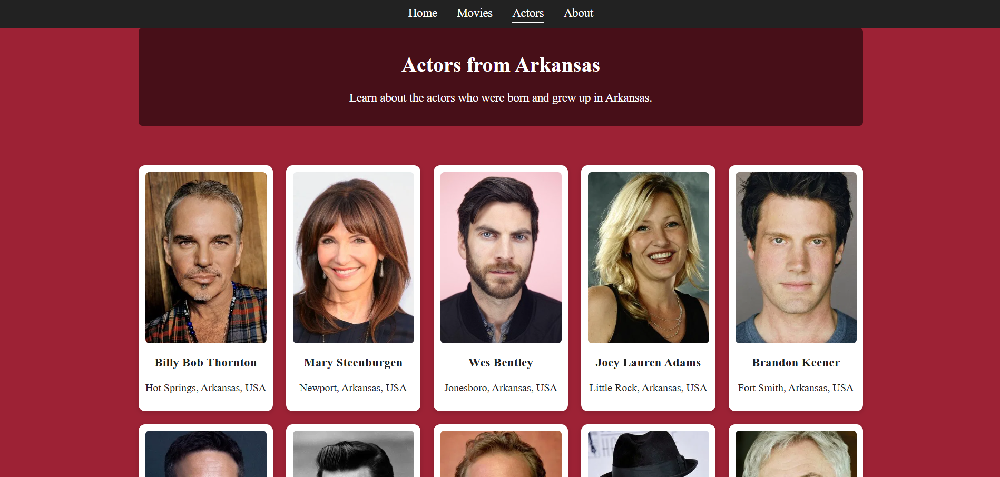 Home Movies Actors About
Actors from Arkansas
Learn about the actors who were born and grew up in Arkansas.
Billy Bob Thornton
Hot Springs, Arkansas, USA
Mary Steenburgen
Newport, Arkansas, USA
Wes Bentley
Jonesboro, Arkansas, USA
Joey Lauren Adams
Little Rock, Arkansas, USA
Brandon Keener
Fort Smith, Arkansas, USA